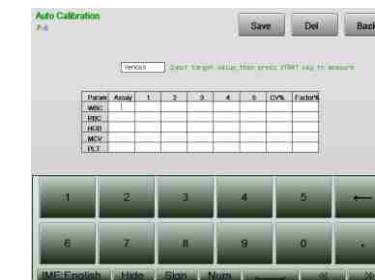 Auto Calibration
Save Del Back
Venous Input target value, then press START key to measure
Param Assay 1 2 3 4 5 CV% Factor%
WBC
RBC
HGB
MCV
PLT
1 2 3 4 5 ←
6 7 8 9 0 .
IME:English Hide Sign Num